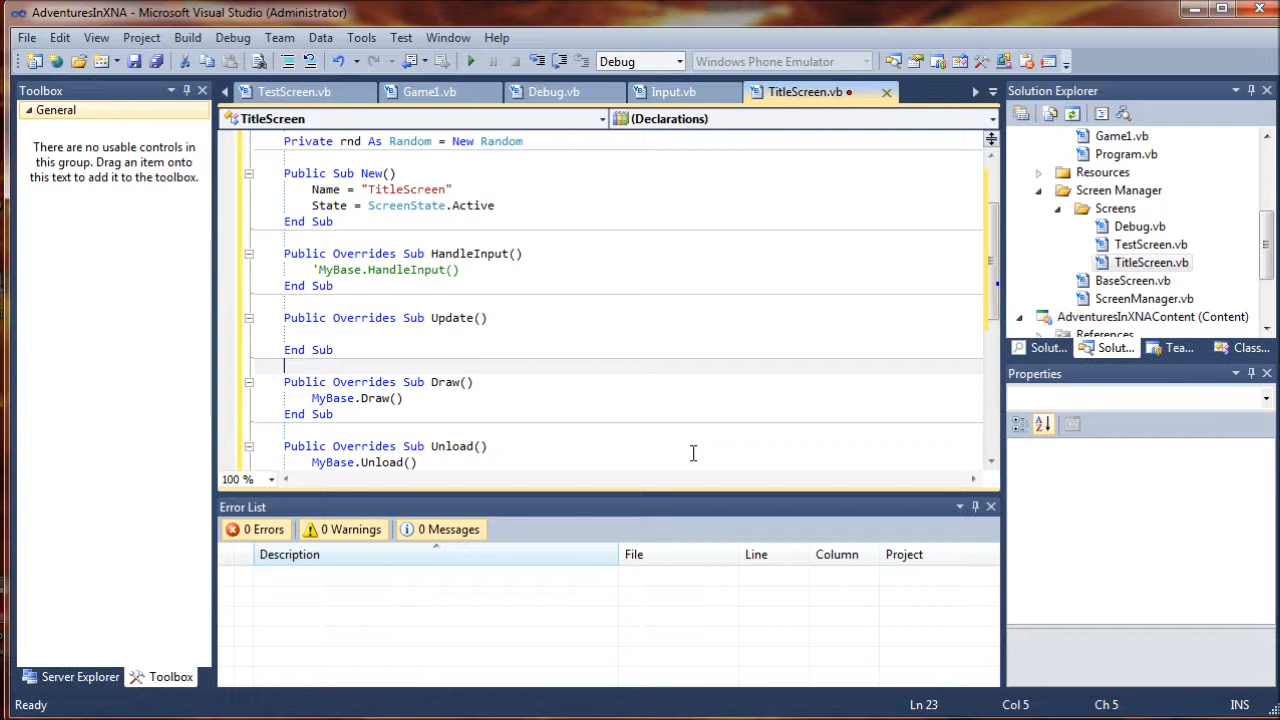 AdventuresInXNA - Microsoft Visual Studio (Administrator)
File Edit View Project Build Debug Team Data Tools Test Window Help
Debug Windows Phone Emulator
Toolbox
General
There are no usable controls in
this group. Drag an item onto
this text to add it to the toolbox.
Server Explorer Toolbox
TestScreen.vb Game1.vb Debug.vb Input.vb TitleScreen.vb
TitleScreen (Declarations)
Private rnd As Random = New Random
Public Sub New()
Name = "TitleScreen"
State = ScreenState.Active
End Sub
Public Overrides Sub HandleInput()
'MyBase.HandleInput()
End Sub
Public Overrides Sub Update()
End Sub
Public Overrides Sub Draw()
MyBase.Draw()
End Sub
Public Overrides Sub Unload()
MyBase.Unload()
100 %
Error List
0 Errors 0 Warnings 0 Messages
Description File Line Column Project
Solution Explorer
Game1.vb
Program.vb
Resources
Screen Manager
Screens
Debug.vb
TestScreen.vb
TitleScreen.vb
BaseScreen.vb
ScreenManager.vb
AdventuresInXNAContent (Content)
References
Solut... Solut... Tea... Class...
Properties
Ready Ln 23 Col 5 Ch 5 INS